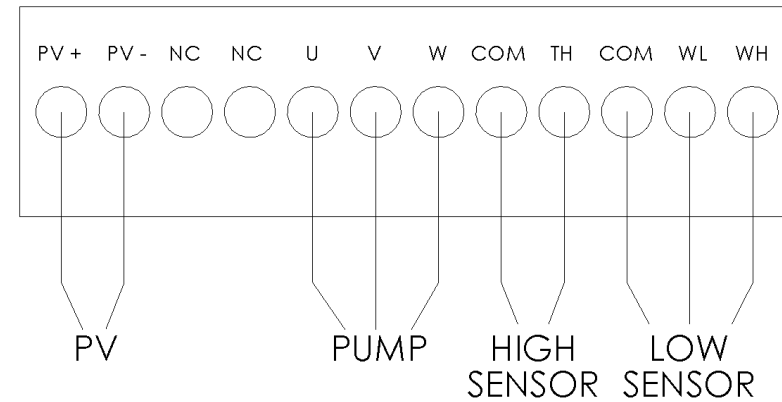 PV + PV - NC NC U V W COM TH COM WL WH
PV PUMP HIGH LOW
SENSOR SENSOR